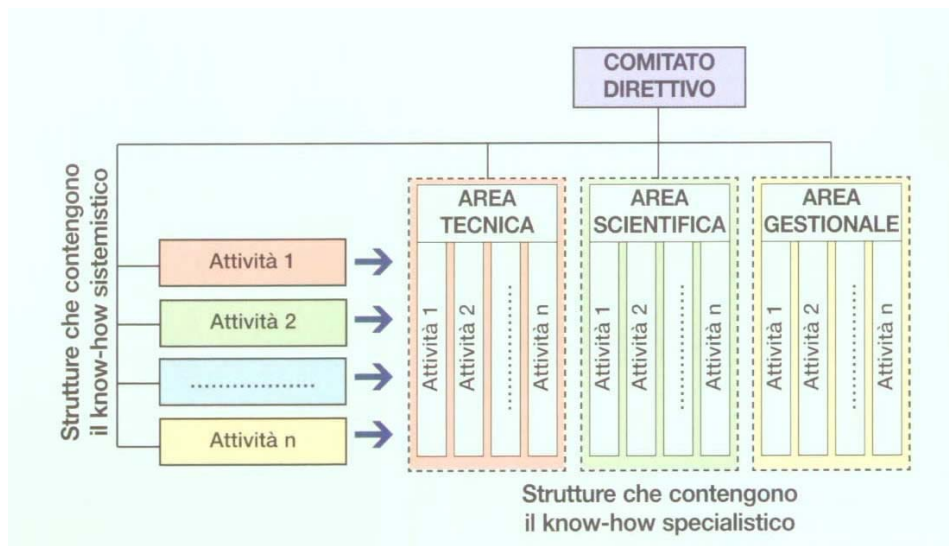 COMITATO
DIRETTIVO
Strutture che contengono
il know-how sistemistico
Attività 1
Attività 2
...................
Attività n
AREA
TECNICA
Attività 1
Attività 2
............
Attività n
AREA
SCIENTIFICA
Attività 1
Attività 2
............
Attività n
AREA
GESTIONALE
Attività 1
Attività 2
............
Attività n
Strutture che contengono
il know-how specialistico